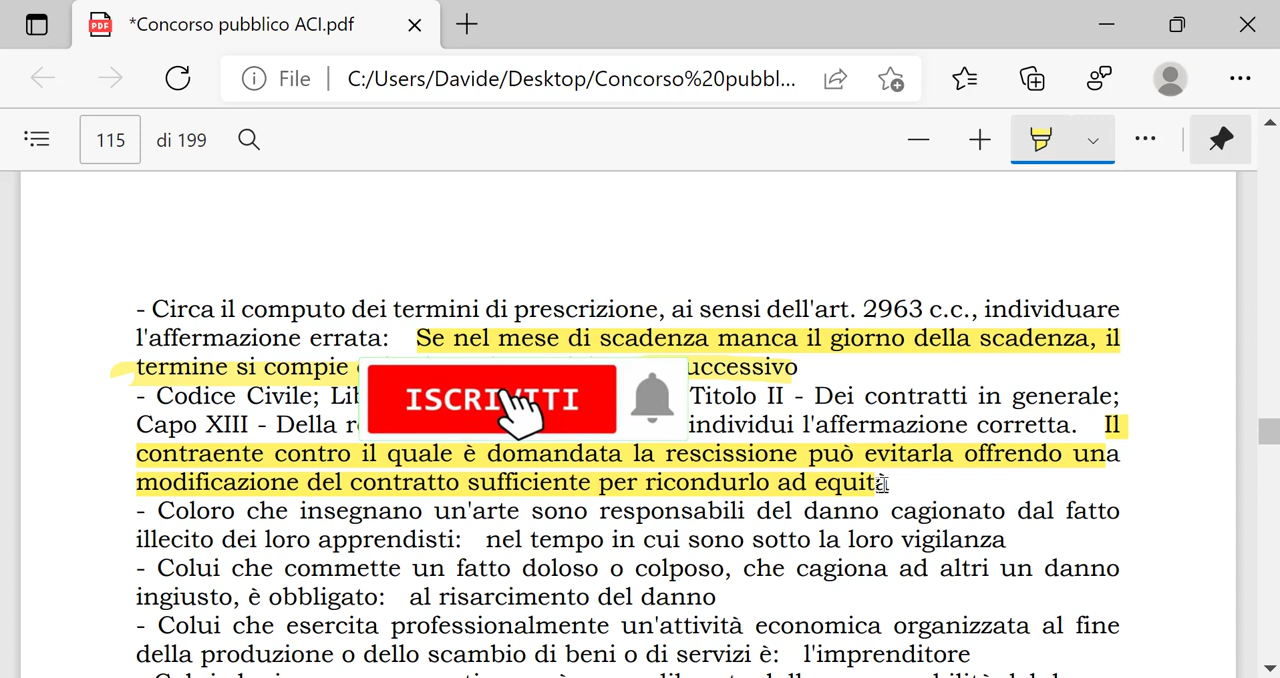 *Concorso pubblico ACI.pdf
File
C:/Users/Davide/Desktop/Concorso%20pubbl...
115 di 199
- Circa il computo dei termini di prescrizione, ai sensi dell'art. 2963 c.c., individuare
l'affermazione errata: Se nel mese di scadenza manca il giorno della scadenza, il
termine si compie uccessivo
- Codice Civile; Titolo II - Dei contratti in generale;
Capo XIII - Della individui l'affermazione corretta. Il
ISCRIVITI
contraente contro il quale è domandata la rescissione può evitarla offrendo una
modificazione del contratto sufficiente per ricondurlo ad equità
- Coloro che insegnano un'arte sono responsabili del danno cagionato dal fatto
illecito dei loro apprendisti: nel tempo in cui sono sotto la loro vigilanza
- Colui che commette un fatto doloso o colposo, che cagiona ad altri un danno
ingiusto, è obbligato: al risarcimento del danno
- Colui che esercita professionalmente un'attività economica organizzata al fine
della produzione o dello scambio di beni o di servizi è: l'imprenditore